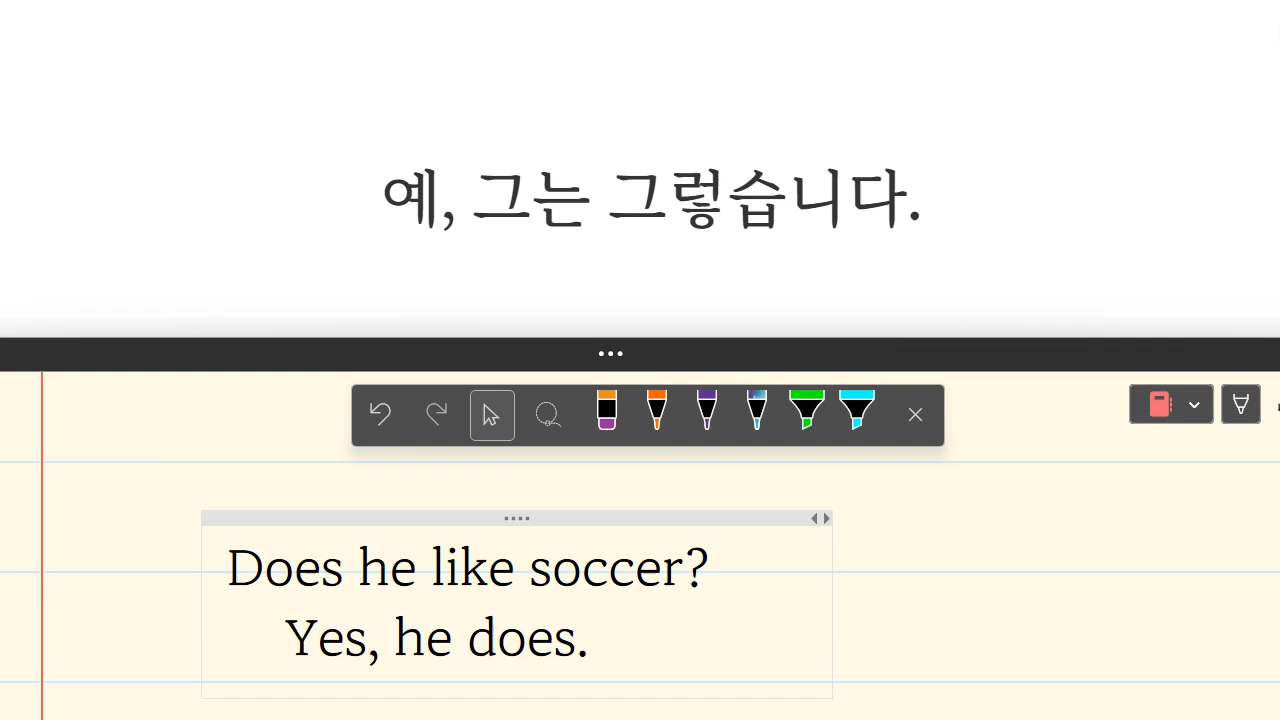 예, 그는 그렇습니다.
Does he like soccer?
Yes, he does.